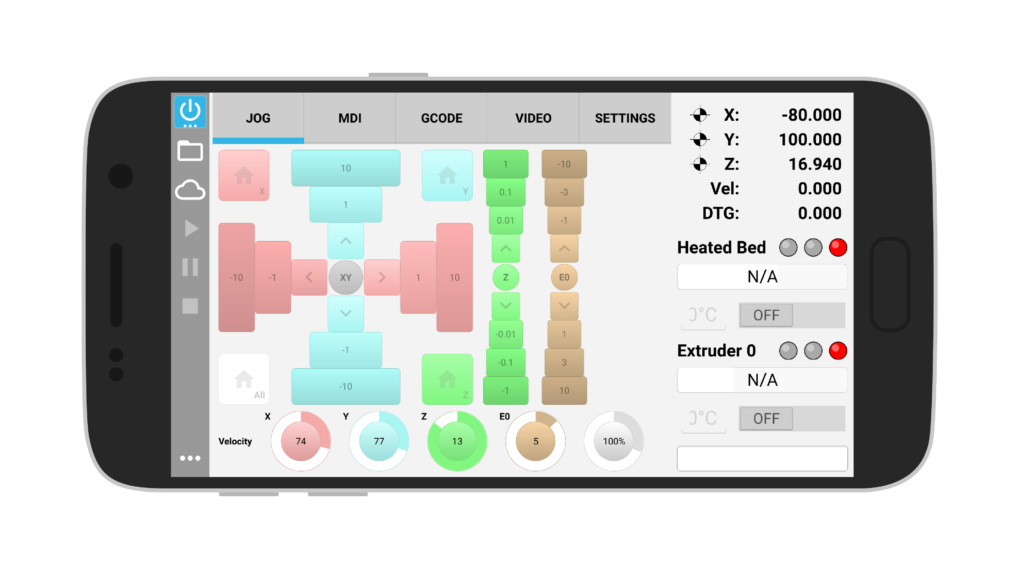 JOG
MDI
GCODE
VIDEO
SETTINGS
X
10
1
-10
-1
XY
1
10
-1
-10
All
Y
Z
1
0.1
0.01
Z
-0.01
-0.1
-1
-10
-3
-1
E0
1
3
10
Velocity
X
74
Y
77
Z
13
E0
5
100%
X: -80.000
Y: 100.000
Z: 16.940
Vel: 0.000
DTG: 0.000
Heated Bed
N/A
0°C
OFF
Extruder 0
N/A
0°C
OFF